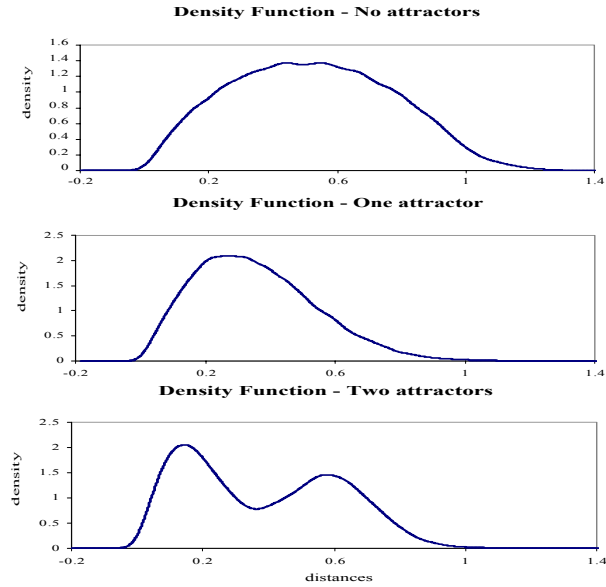 Density Function - No attractors
1.6
1.4
1.2
1
0.8
0.6
0.4
0.2
0
density
-0.2 0.2 0.6 1 1.4
Density Function - One attractor
2.5
2
1.5
1
0.5
0
density
-0.2 0.2 0.6 1 1.4
Density Function - Two attractors
2.5
2
1.5
1
0.5
0
density
-0.2 0.2 0.6 1 1.4
distances